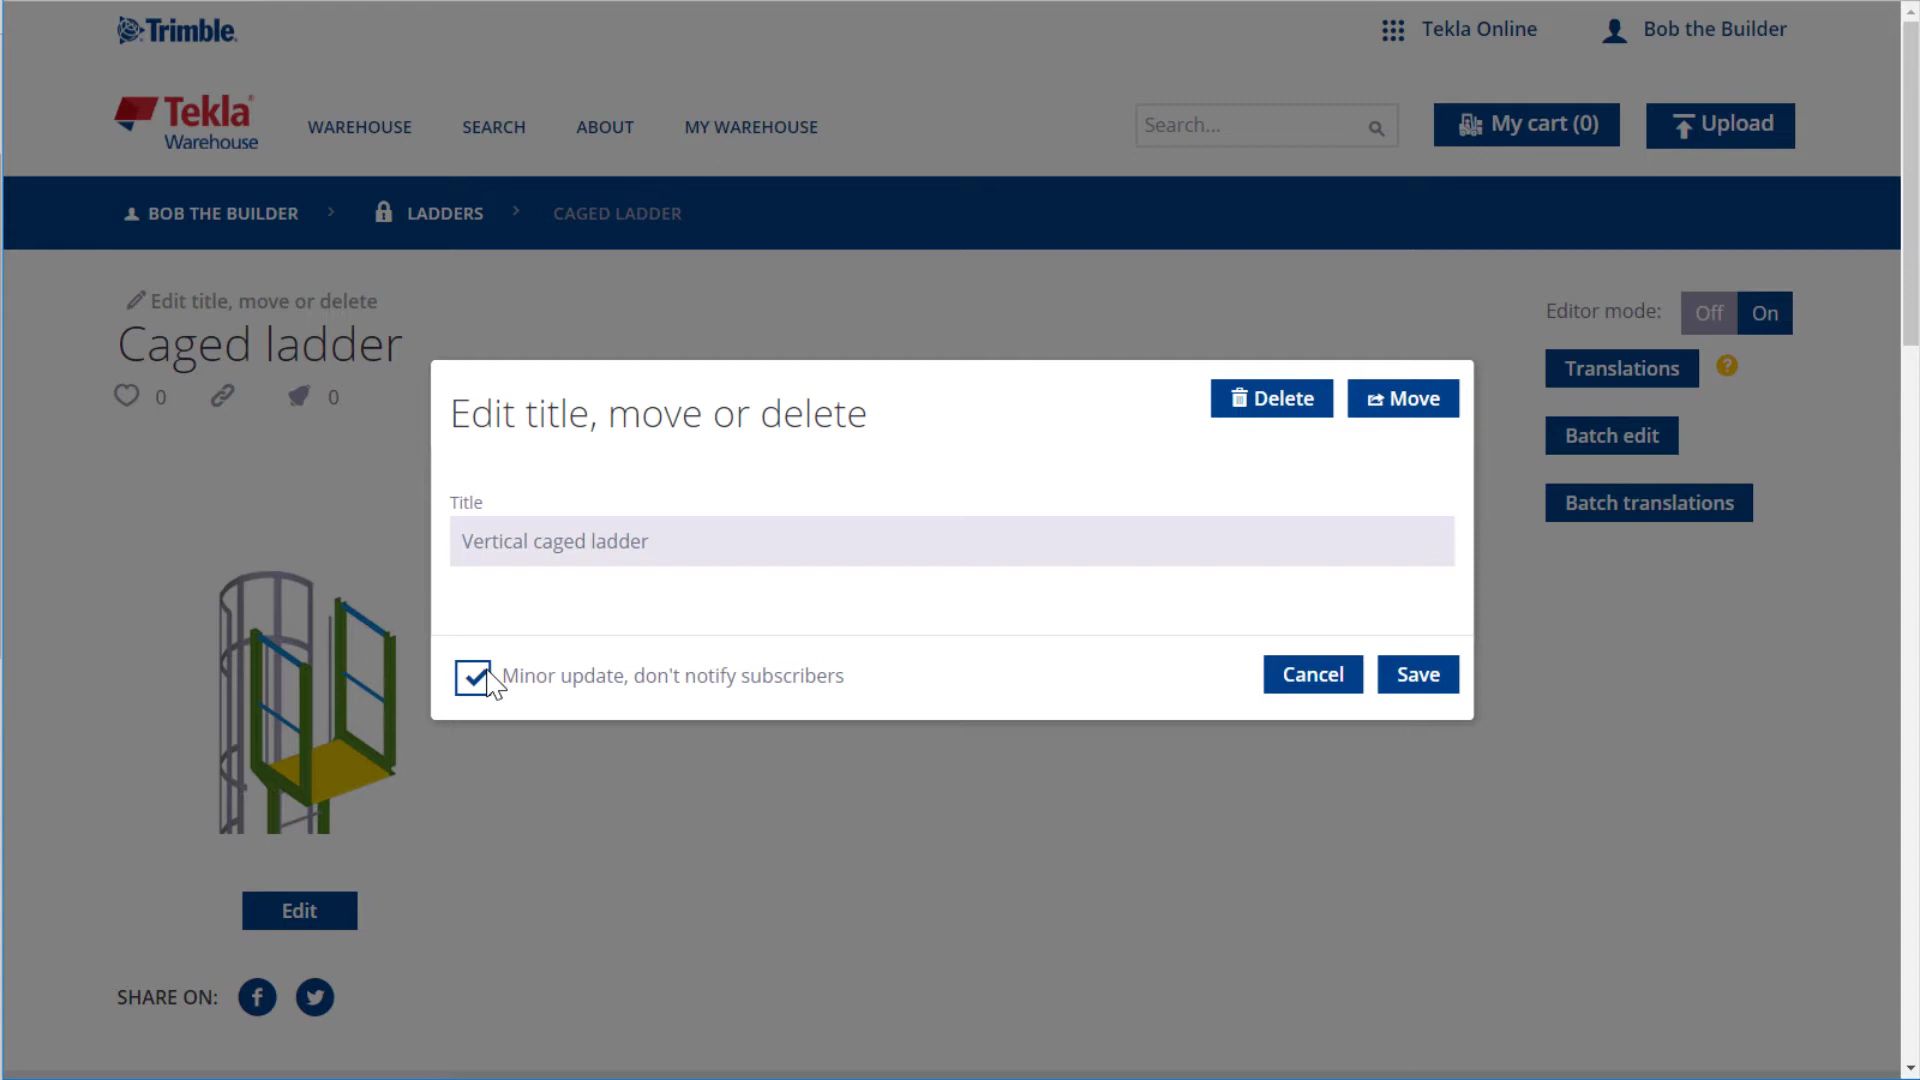 Trimble.
Tekla Online
Bob the Builder
Tekla
Warehouse
WAREHOUSE
SEARCH
ABOUT
MY WAREHOUSE
Search...
My cart (0)
Upload
BOB THE BUILDER
LADDERS
CAGED LADDER
Edit title, move or delete
Caged ladder
0
0
Editor mode:
Off
On
Translations
?
Batch edit
Batch translations
Edit title, move or delete
Delete
Move
Title
Vertical caged ladder
Minor update, don't notify subscribers
Cancel
Save
Edit
SHARE ON: